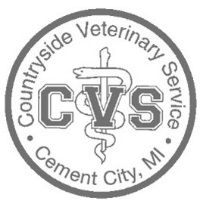 Countryside Veterinary Service
CVS
• Cement City, MI •